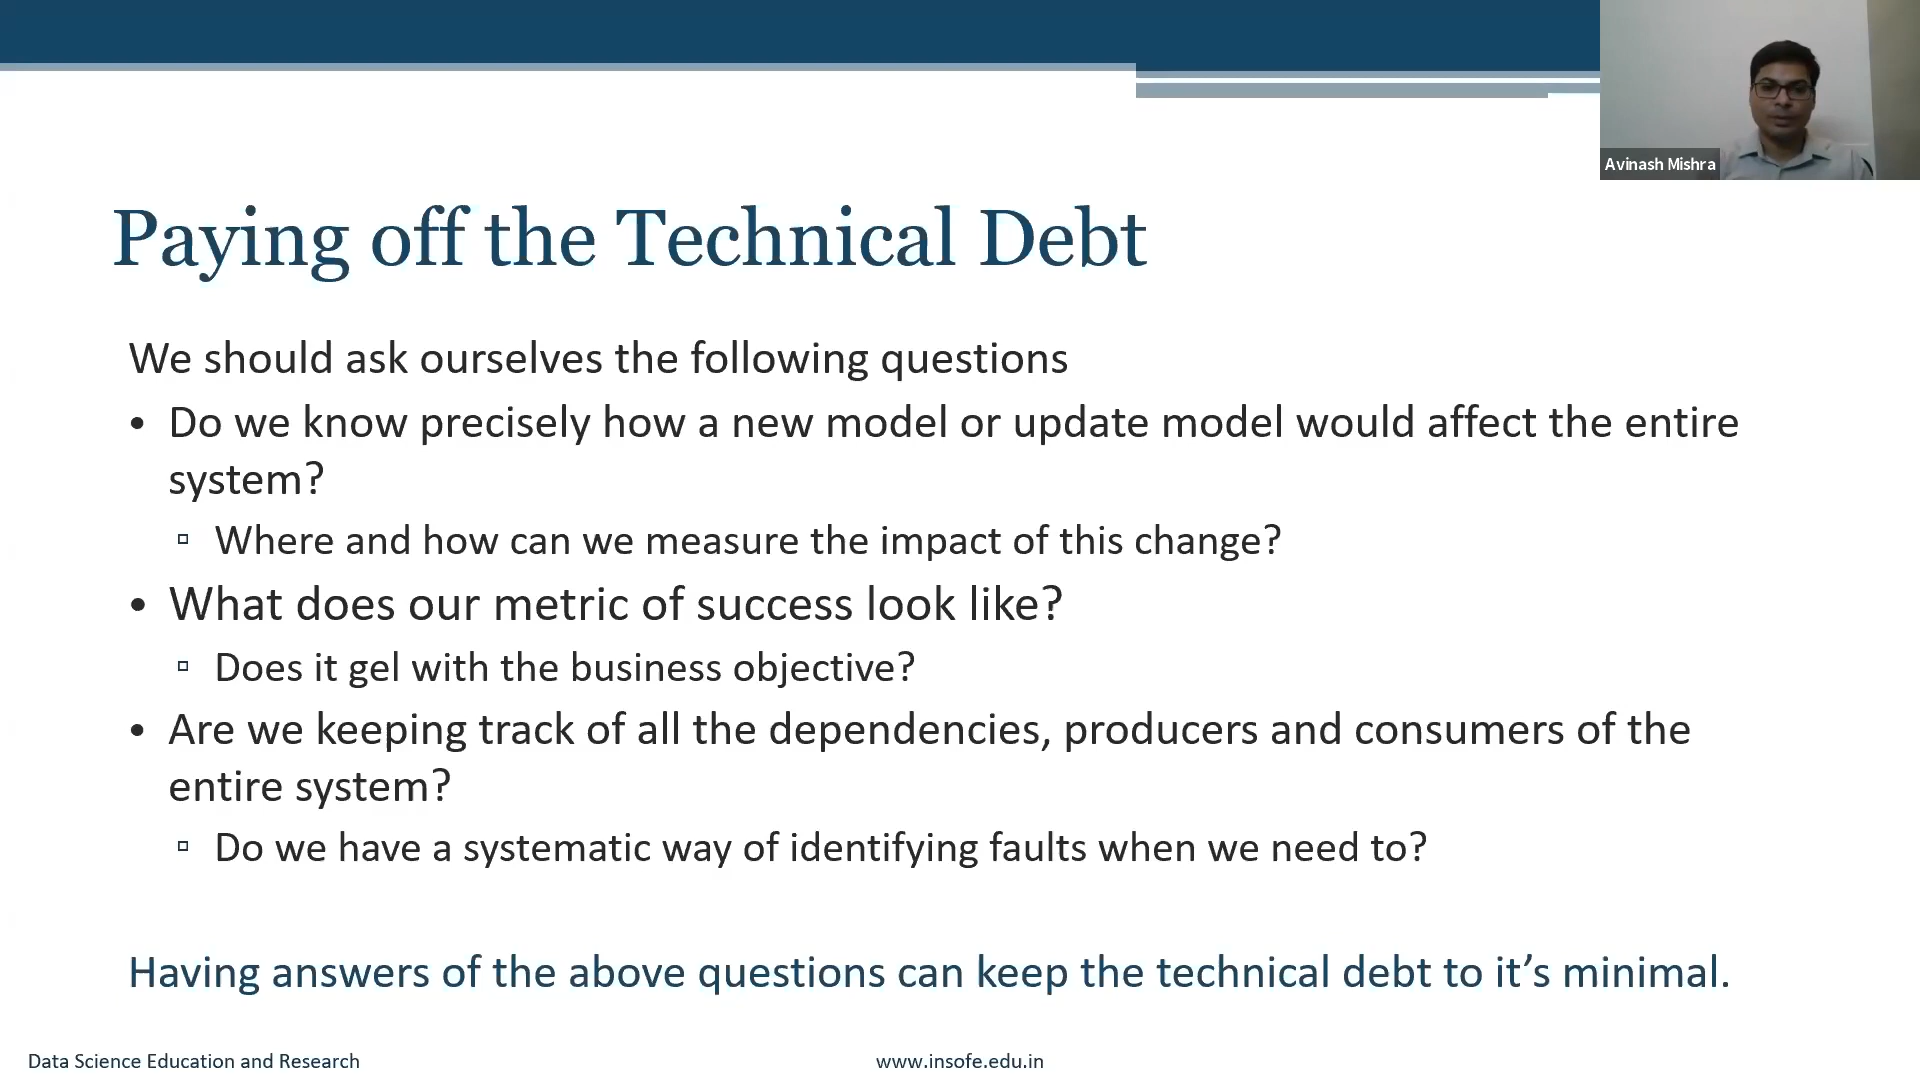 Avinash Mishra
Paying off the Technical Debt
We should ask ourselves the following questions
• Do we know precisely how a new model or update model would affect the entire
system?
▫ Where and how can we measure the impact of this change?
• What does our metric of success look like?
▫ Does it gel with the business objective?
• Are we keeping track of all the dependencies, producers and consumers of the
entire system?
▫ Do we have a systematic way of identifying faults when we need to?
Having answers of the above questions can keep the technical debt to it’s minimal.
Data Science Education and Research
www.insofe.edu.in